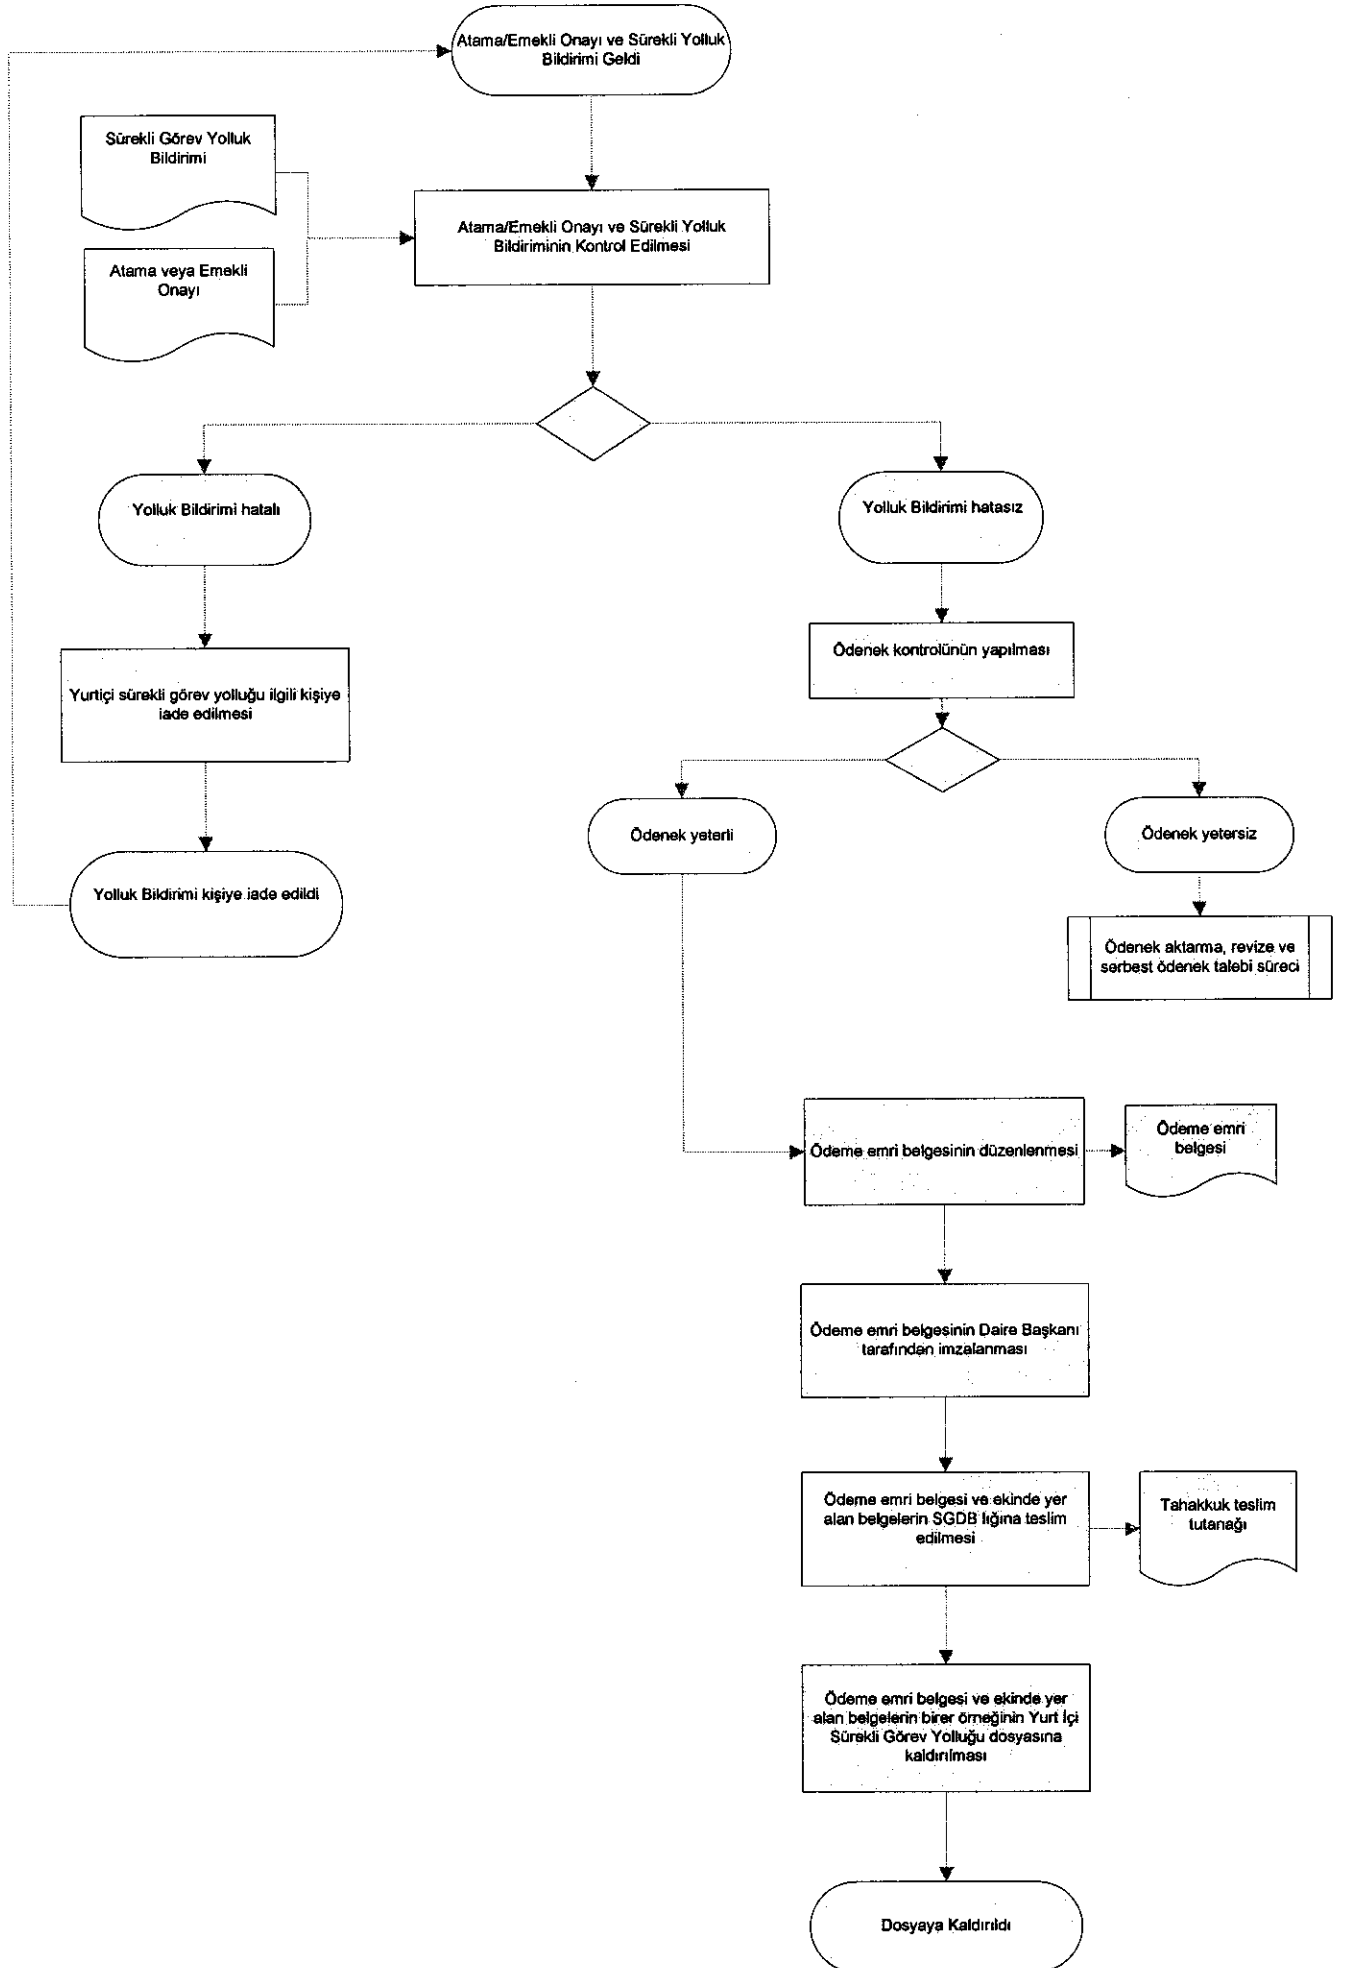 Atama/Emekli Onayı ve Sürekli Yolluk
Bildirimi Geldi
Sürekli Görev Yolluk
Bildirimi
Atama/Emekli Onayı ve Sürekli Yolluk
Bildiriminin Kontrol Edilmesi
Atama veya Emekli
Onayı
Yolluk Bildirimi hatalı
Yolluk Bildirimi hatasız
Ödenek kontrolünün yapılması
Yurtiçi sürekli görev yolluğu ilgili kişiye
iade edilmesi
Ödenek yeterli
Ödenek yetersiz
Yolluk Bildirimi kişiye iade edildi
Ödenek aktarma, revize ve
serbest ödenek talebi süreci
Ödeme emri belgesinin düzenlenmesi
Ödeme emri
belgesi
Ödeme emri belgesinin Daire Başkanı
tarafından imzalanması
Ödeme emri belgesi ve ekinde yer
alan belgelerin SGDB lığına teslim
edilmesi
Tahakkuk teslim
tutanağı
Ödeme emri belgesi ve ekinde yer
alan belgelerin birer örneğinin Yurt İçi
Sürekli Görev Yolluğu dosyasına
kaldırılması
Dosyaya Kaldırıldı